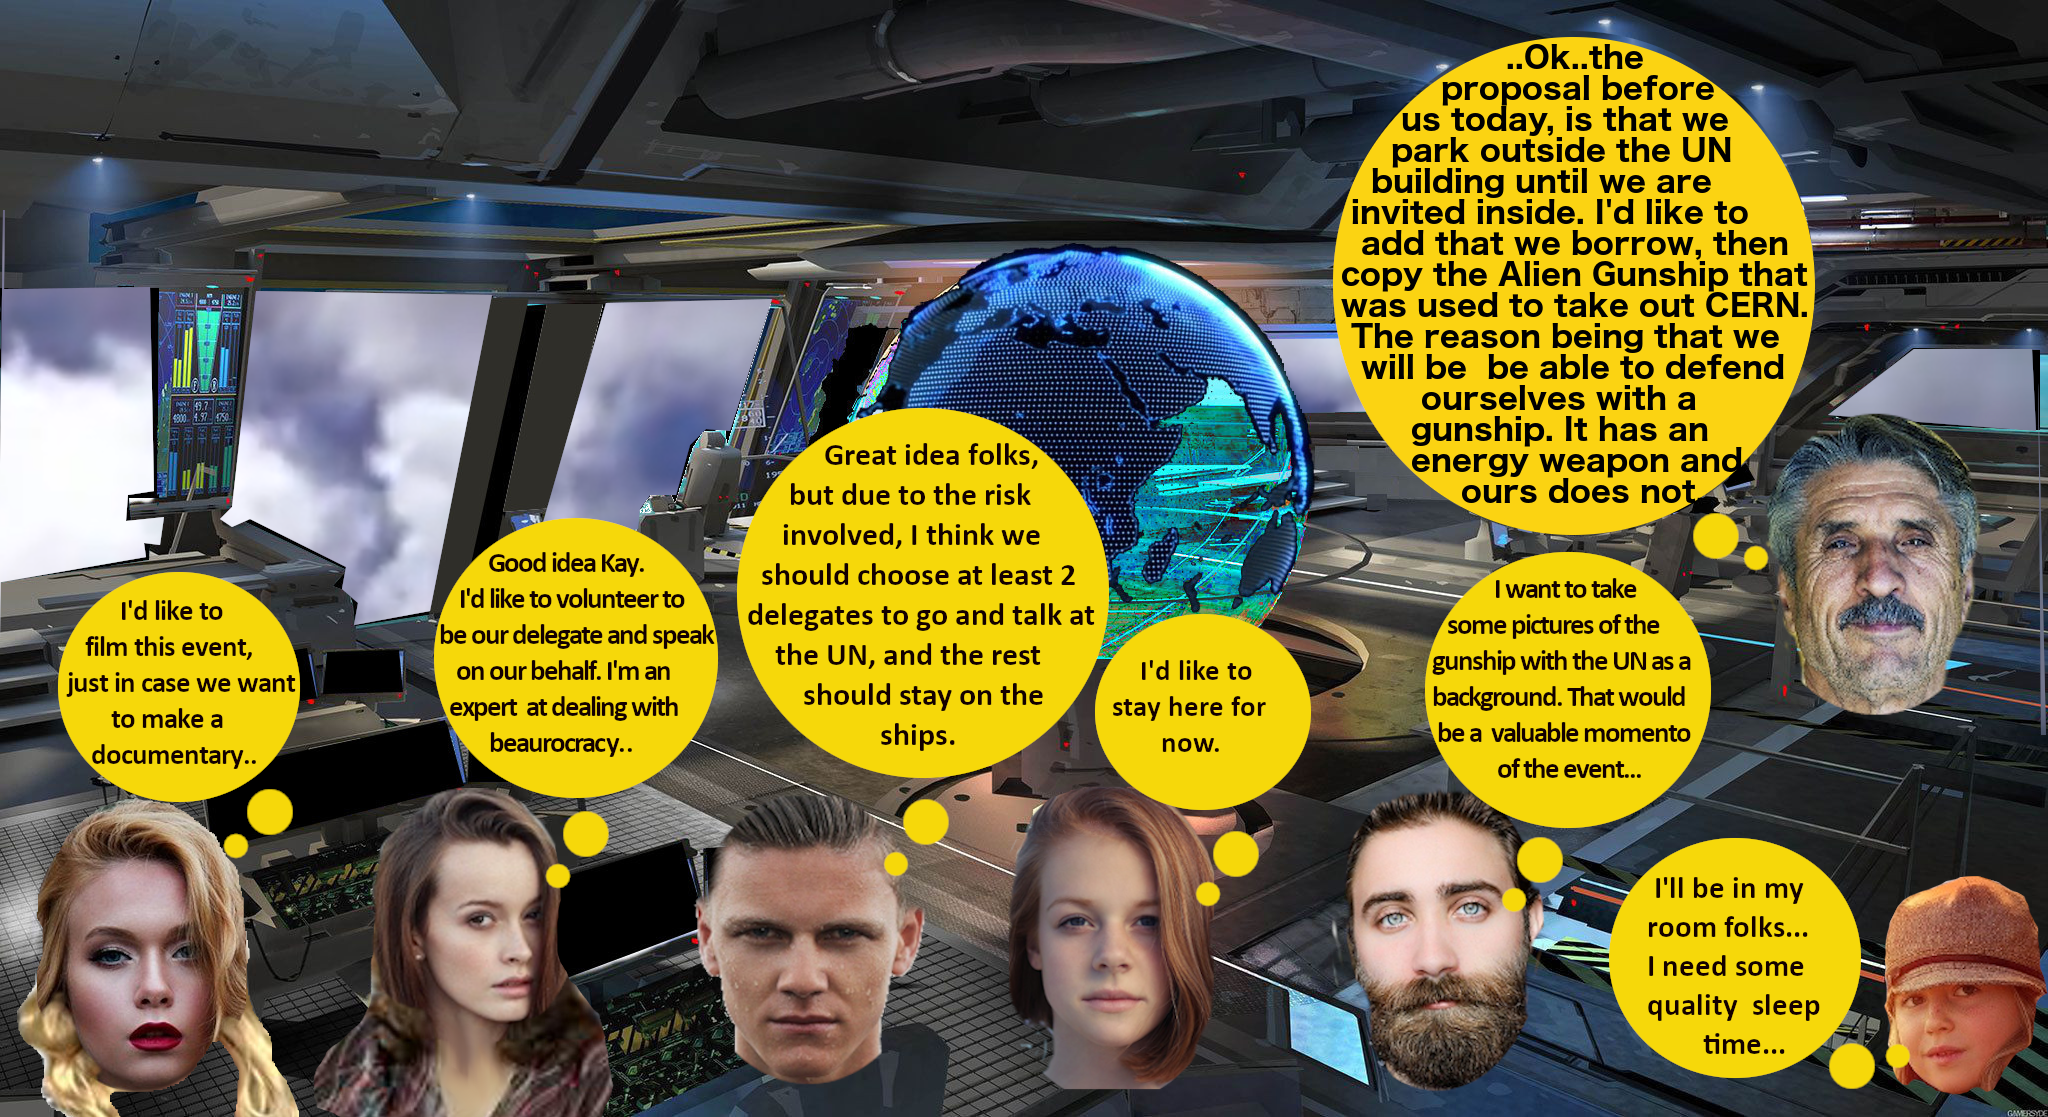 ..Ok..the
proposal before
us today, is that we
park outside the UN
building until we are
invited inside. I'd like to
add that we borrow, then
copy the Alien Gunship that
was used to take out CERN.
The reason being that we
will be  be able to defend
ourselves with a
gunship. It has an
energy weapon and
ours does not.
I'd like to
film this event,
just in case we want
to make a
documentary..
Good idea Kay.
I'd like to volunteer to
be our delegate and speak
on our behalf. I'm an
expert  at dealing with
beaurocracy..
Great idea folks,
but due to the risk
involved, I think we
should choose at least 2
delegates to go and talk at
the UN, and the rest
should stay on the
ships.
I'd like to
stay here for
now.
I want to take
some pictures of the
gunship with the UN as a
background. That would
be a  valuable momento
of the event...
I'll be in my
room folks...
I need some
quality  sleep
time...
GAMERSYDE